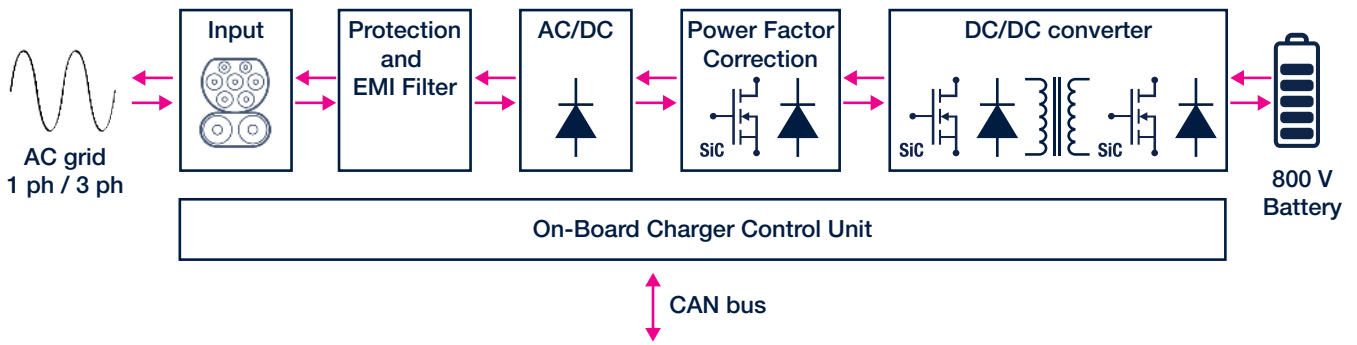 AC grid
1 ph / 3 ph
Input
Protection
and
EMI Filter
AC/DC
Power Factor
Correction
SiC
DC/DC converter
SiC
SiC
800 V
Battery
On-Board Charger Control Unit
CAN bus